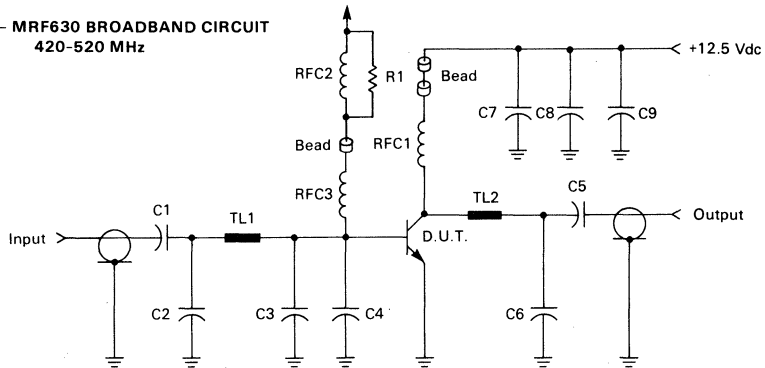 – MRF630 BROADBAND CIRCUIT
420-520 MHz
RFC2
R1
Bead
+12.5 Vdc
C7
C8
C9
Bead
RFC1
RFC3
C1
TL1
TL2
C5
Input
D.U.T.
Output
C2
C3
C4
C6